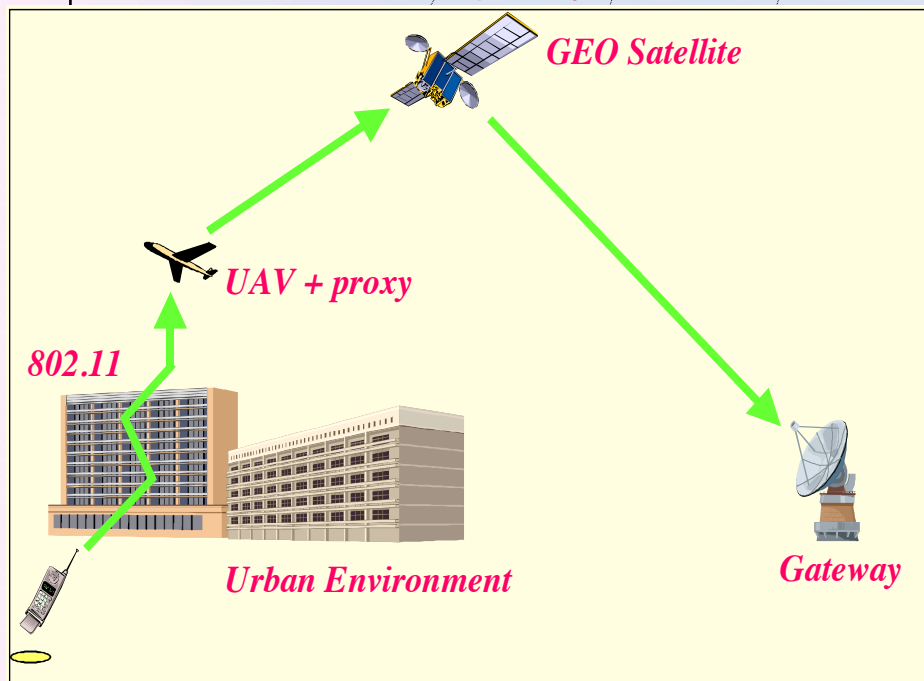 GEO Satellite
UAV + proxy
802.11
Urban Environment
Gateway